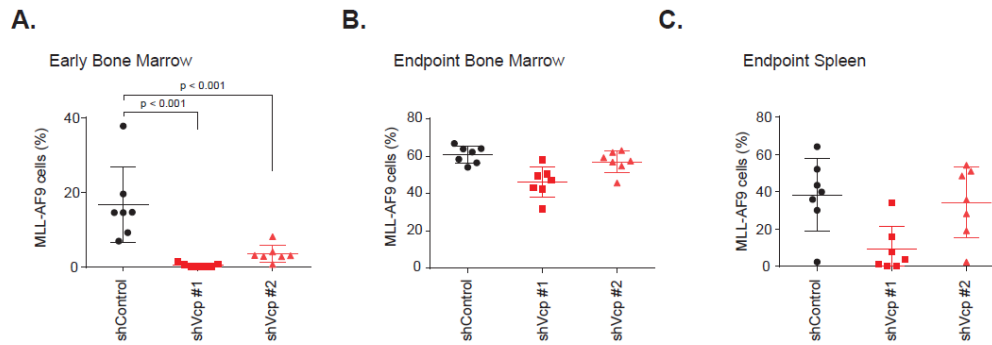 A.
Early Bone Marrow
p < 0.001
p < 0.001
MLL-AF9 cells (%)
40
20
0
shControl
shVcp #1
shVcp #2
B.
Endpoint Bone Marrow
MLL-AF9 cells (%)
80
60
40
20
0
shControl
shVcp #1
shVcp #2
C.
Endpoint Spleen
MLL-AF9 cells (%)
80
60
40
20
0
shControl
shVcp #1
shVcp #2